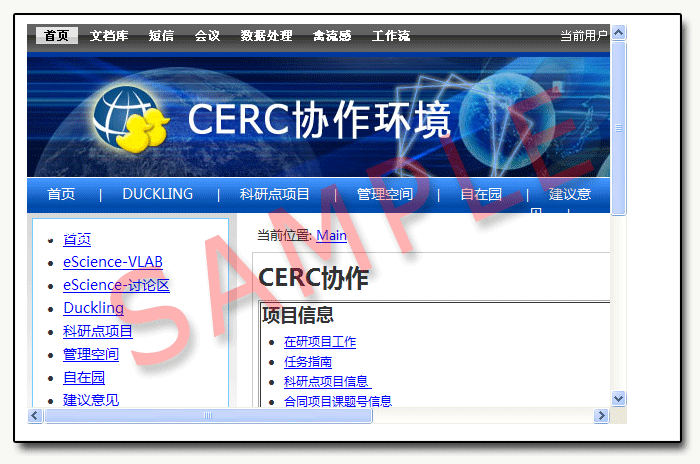 首页 文档库 短信 会议 数据处理 禽流感 工作流 当前用户
CERC协作环境
首页 | DUCKLING | 科研点项目 | 管理空间 | 自在园 | 建议意
SAMPLE
当前位置: Main
首页
eScience-VLAB
eScience-讨论区
Duckling
科研点项目
管理空间
自在园
建议意见
CERC协作
项目信息
在研项目工作
任务指南
科研点项目信息
合同项目课题号信息